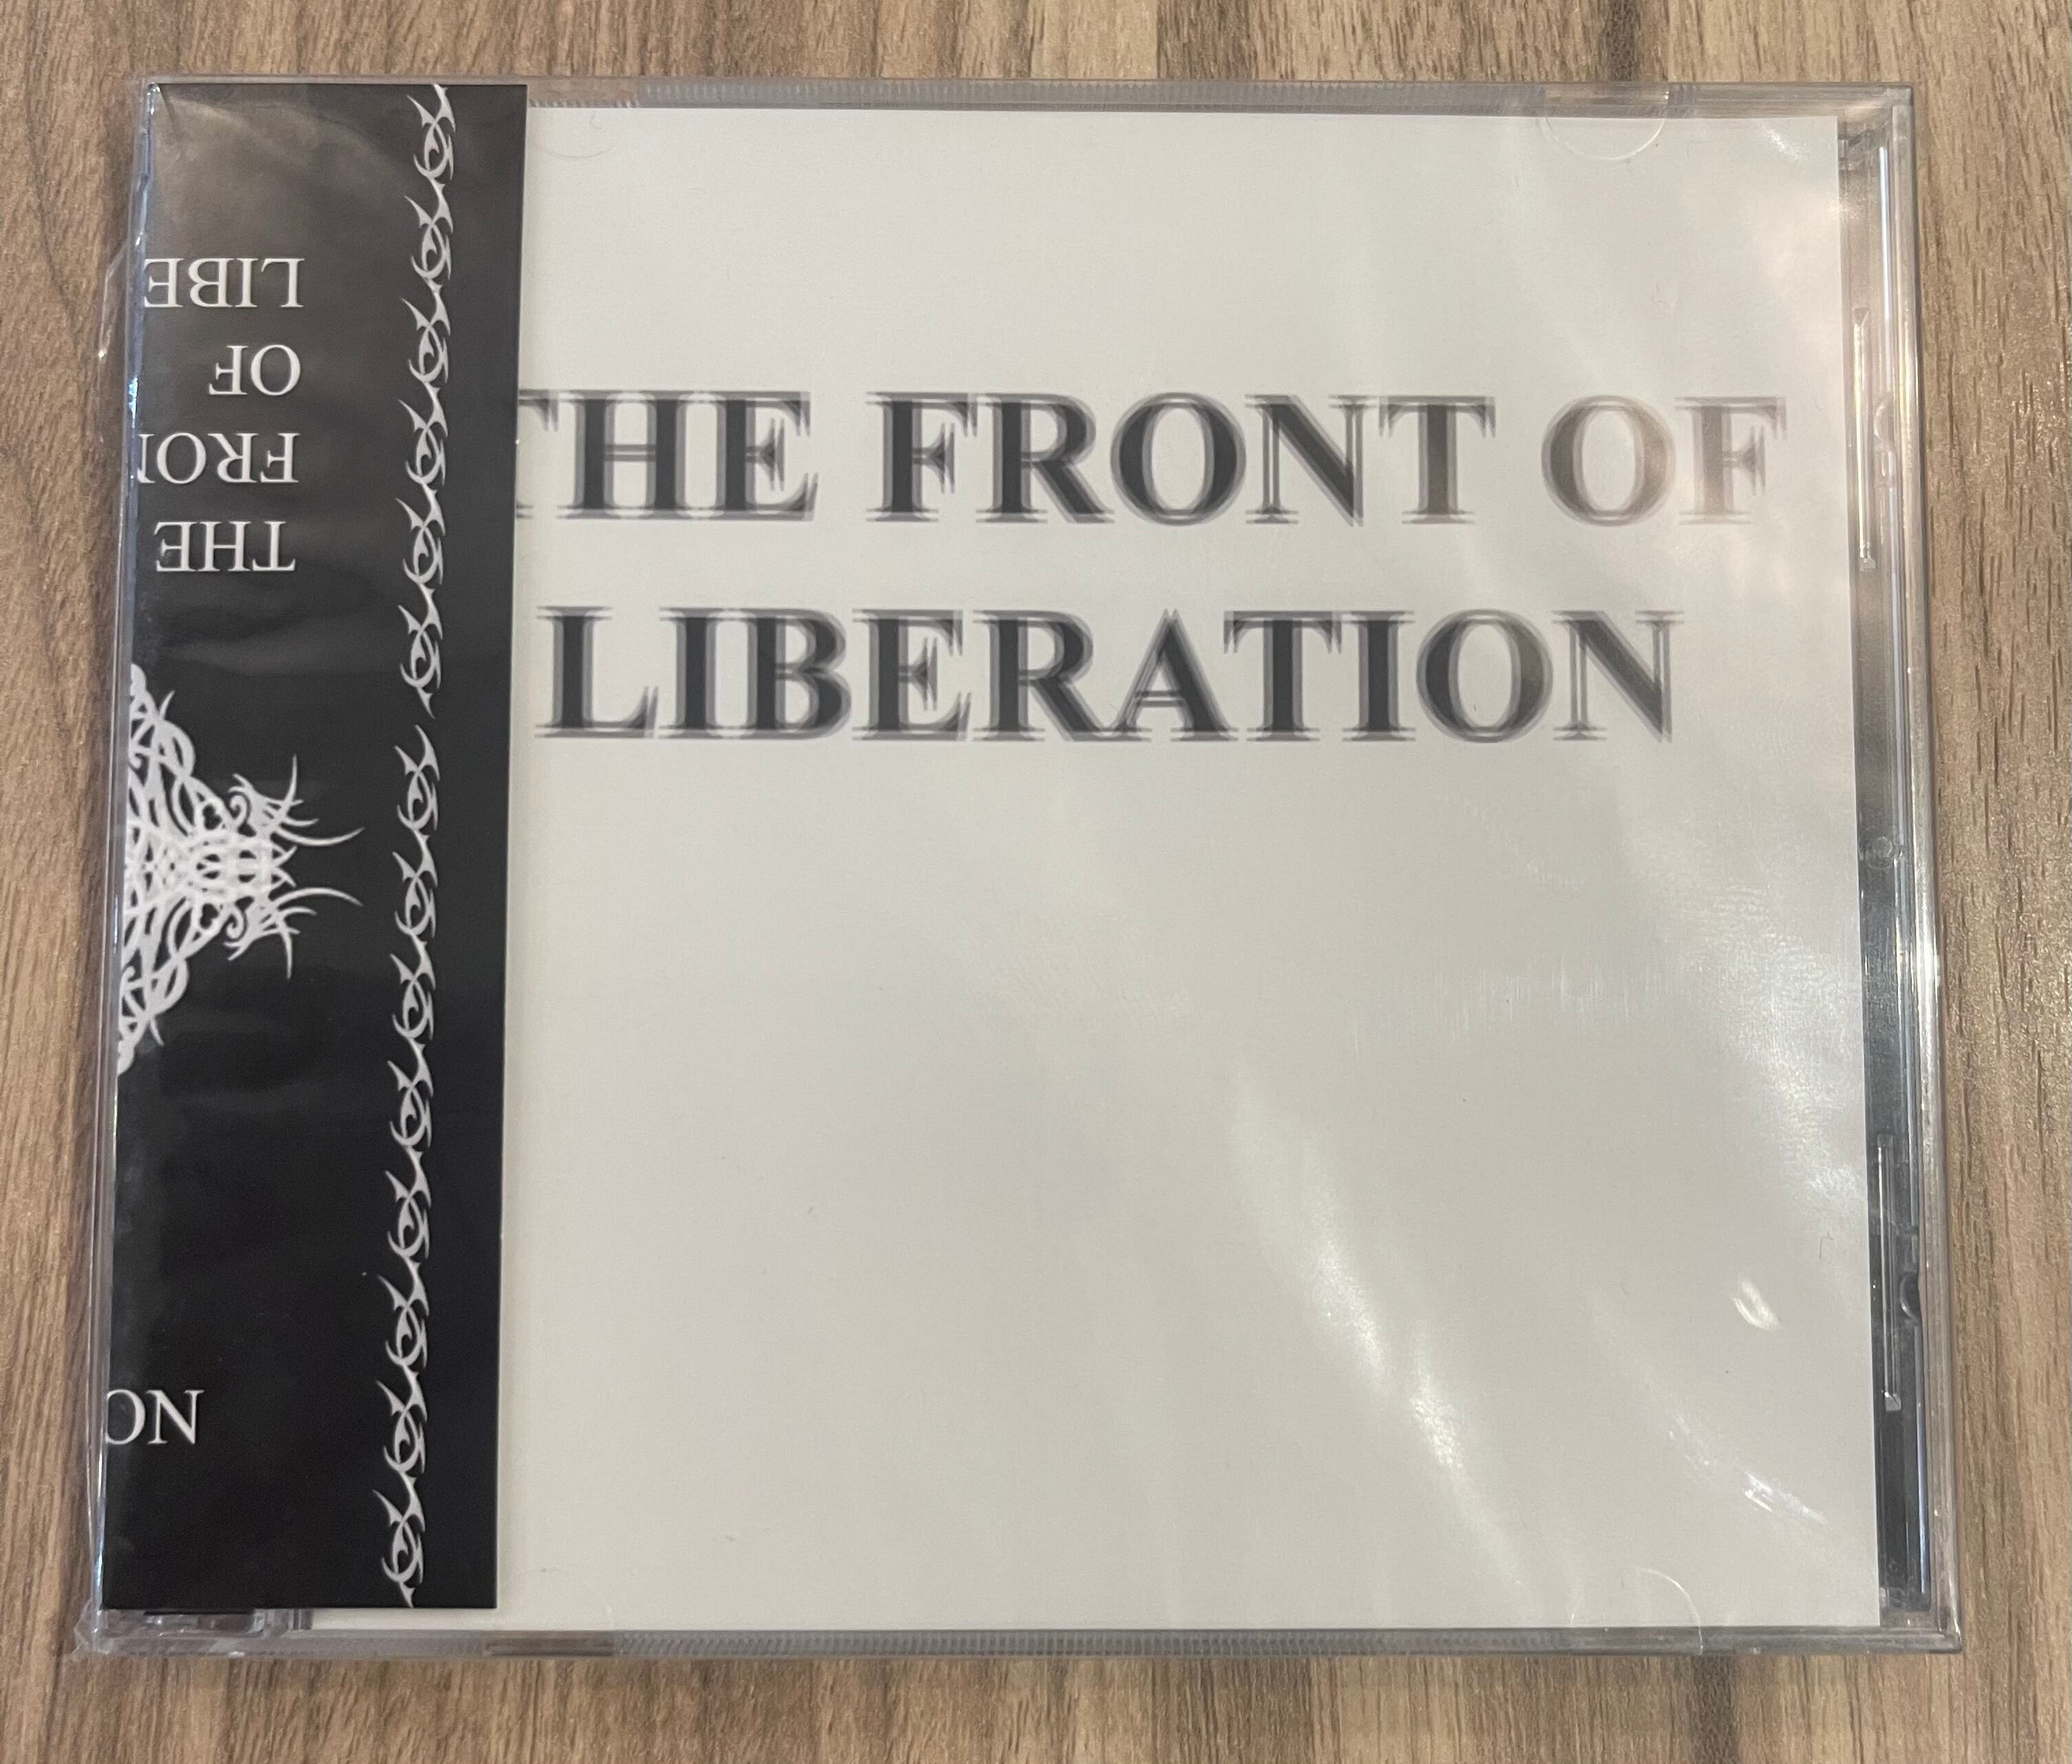 THE FRONT OF
LIBERATION
THE
FRO
OF
LIBE
ON